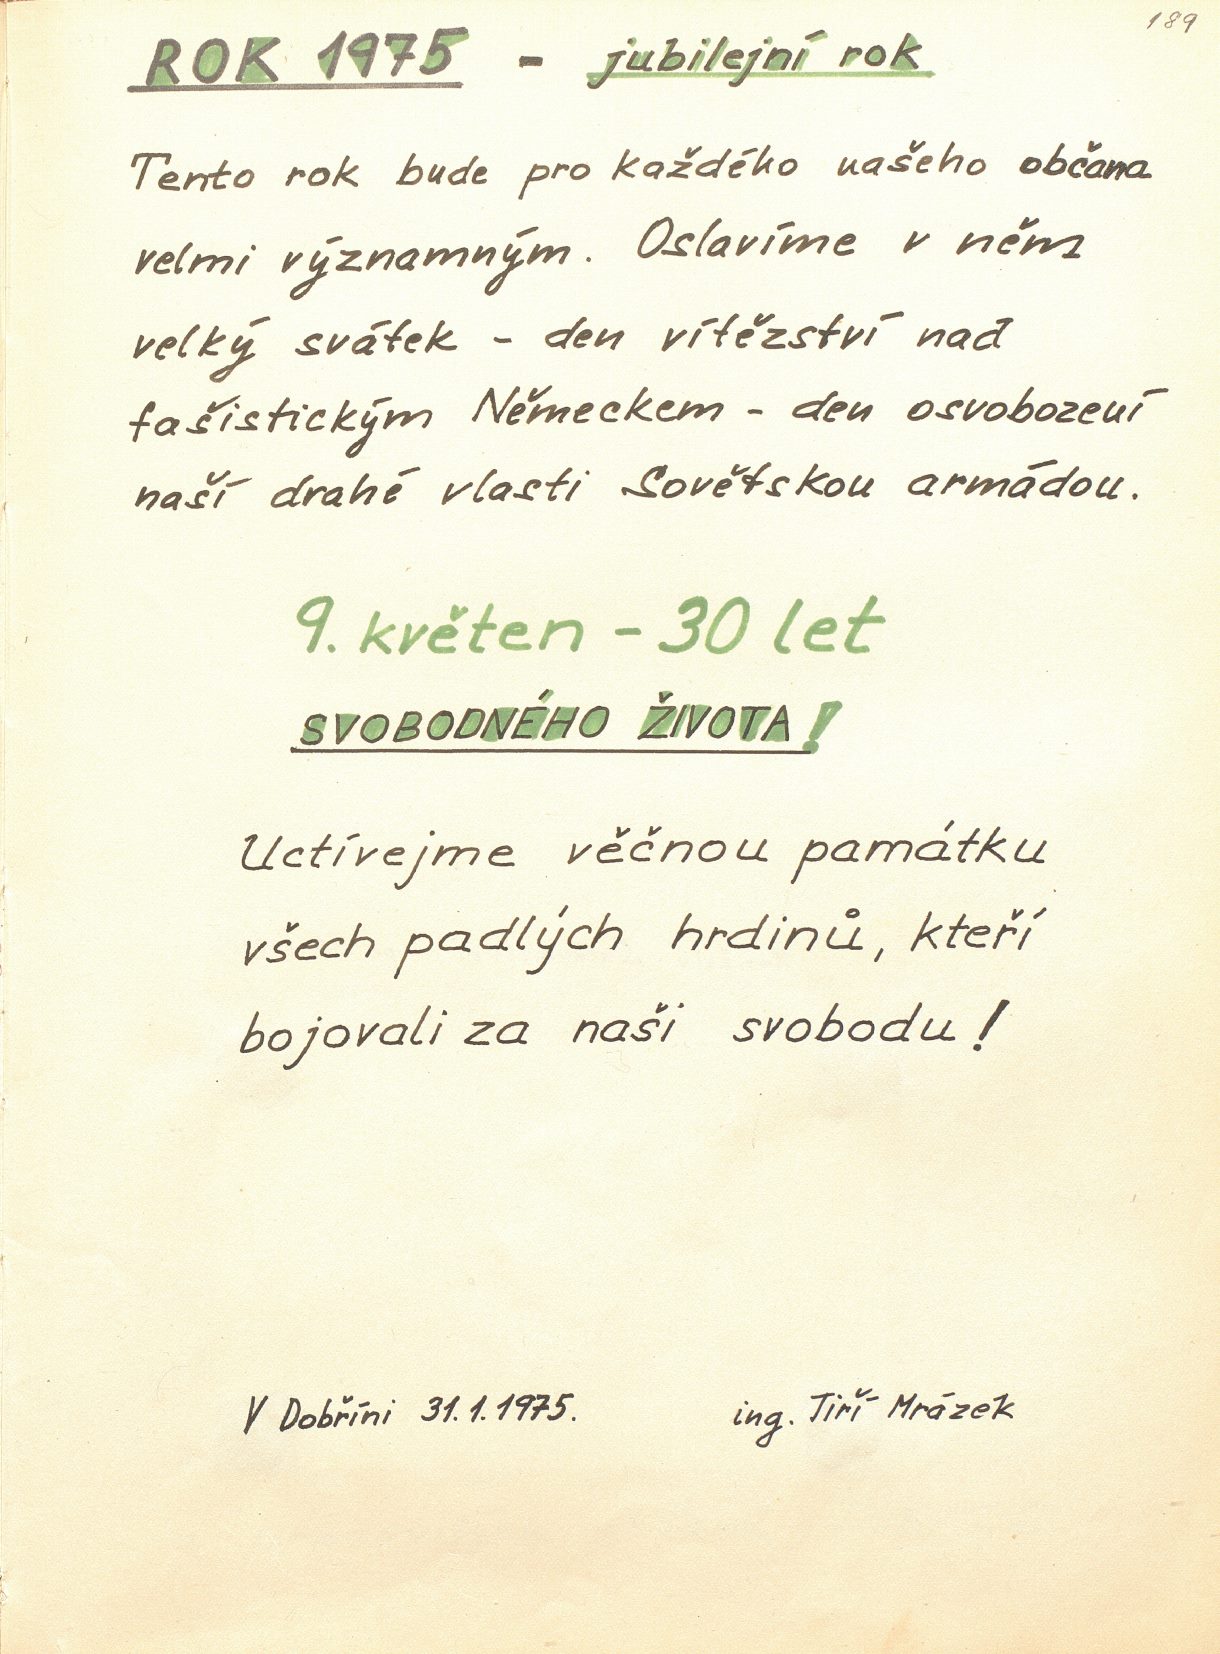 189
ROK 1975 - jubilejní rok
Tento rok bude pro každého našeho občana
velmi významným. Oslavíme v něm
velký svátek - den vítězství nad
fašistickým Německem - den osvobození
naší drahé vlasti Sovětskou armádou.
9. květen - 30 let
SVOBODNÉHO ŽIVOTA!
Uctívejme věčnou památku
všech padlých hrdinů, kteří
bojovali za naši svobodu!
V Dobříni 31.1.1975. ing. Jiří Mrázek